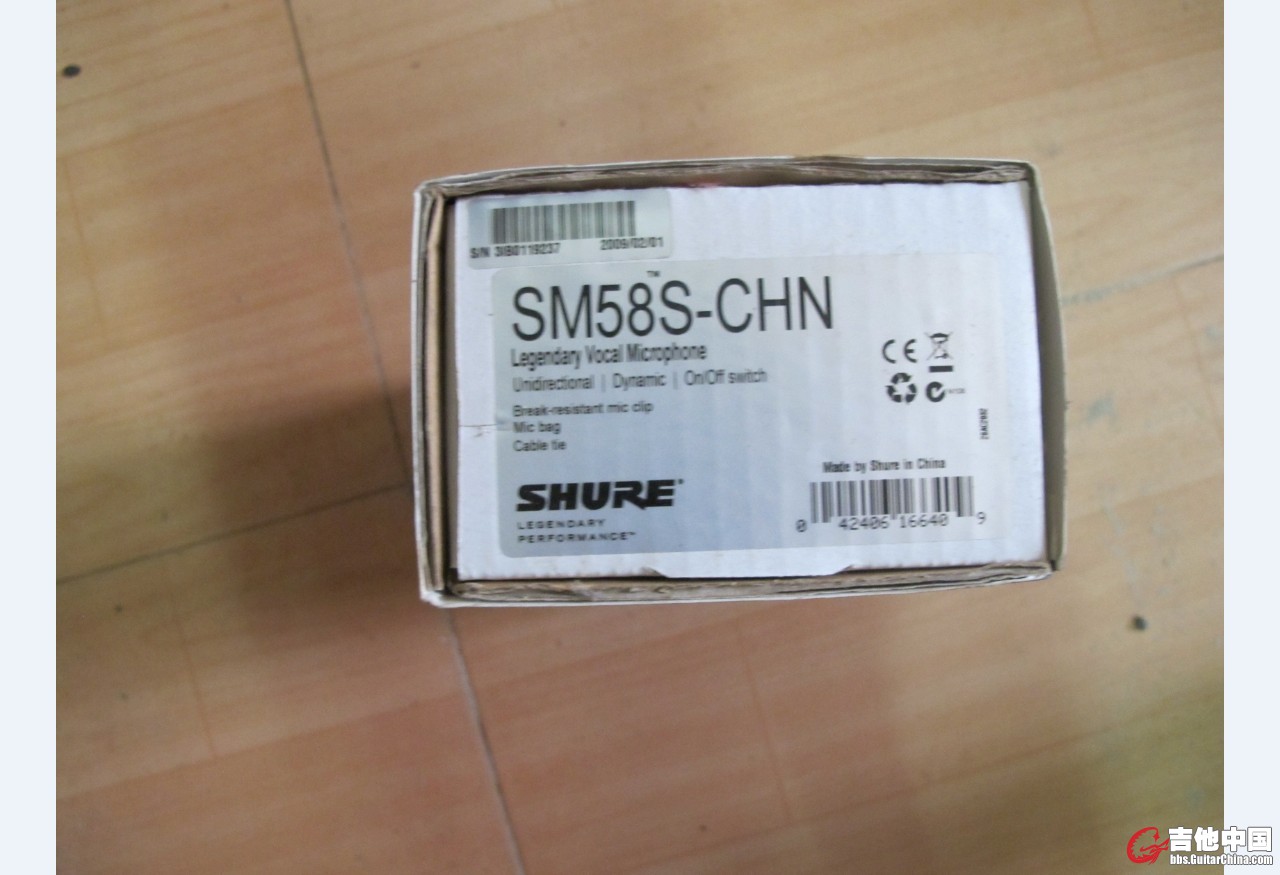 S/N 3IB0119237 2009/02/01
SM58S-CHN™
Legendary Vocal Microphone
Unidirectional | Dynamic | On/Off switch
Break-resistant mic clip
Mic bag
Cable tie
CE
SHURE®
LEGENDARY
PERFORMANCE™
Made by Shure in China
0 42406 16640 9
吉他中国
bbs.GuitarChina.com